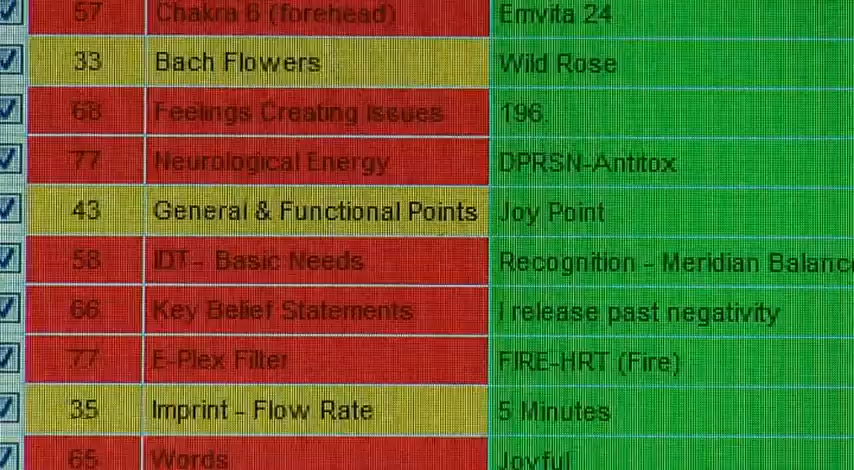 57 Chakra 6 (forehead) Emvita 24
33 Bach Flowers Wild Rose
68 Feelings Creating Issues 196.
77 Neurological Energy DPRSN-Antitox
43 General & Functional Points Joy Point
58 IDT - Basic Needs Recognition - Meridian Balance
66 Key Belief Statements I release past negativity
77 E-Plex Filter FIRE-HRT (Fire)
35 Imprint - Flow Rate 5 Minutes
65 Words Joyful